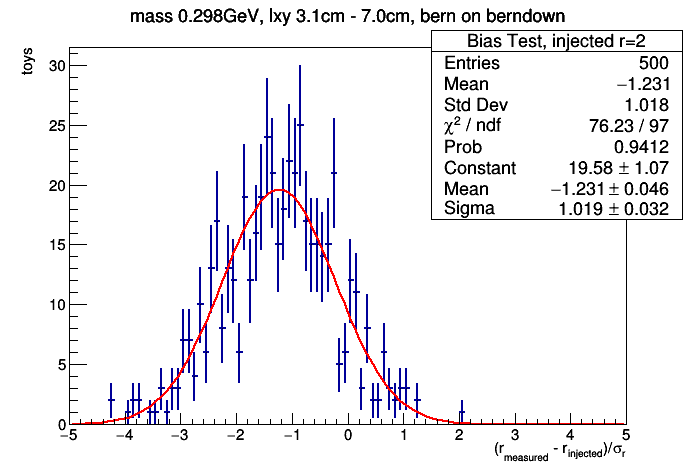 mass 0.298GeV, lxy 3.1cm - 7.0cm, bern on berndown
Bias Test, injected r=2
Entries 500
Mean −1.231
Std Dev 1.018
χ² / ndf 76.23 / 97
Prob 0.9412
Constant 19.58 ± 1.07
Mean −1.231 ± 0.046
Sigma 1.019 ± 0.032
toys
30
25
20
15
10
5
0
−5 −4 −3 −2 −1 0 1 2 3 4 5
(r_measured - r_injected)/σ_r